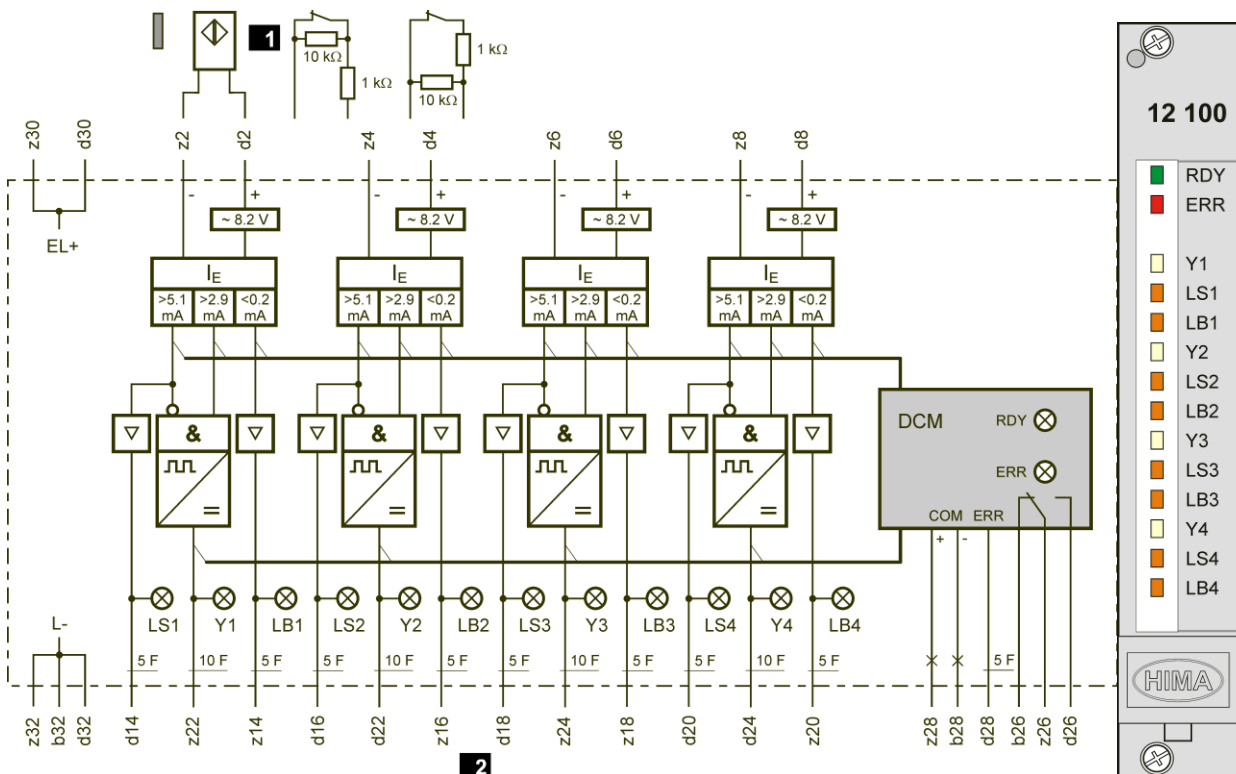 1
10 kΩ
1 kΩ
1 kΩ
10 kΩ
z30 d30 z2 d2 z4 d4 z6 d6 z8 d8
EL+
- + - + - + - +
~ 8.2 V ~ 8.2 V ~ 8.2 V ~ 8.2 V
IE IE IE IE
>5.1 mA >2.9 mA <0.2 mA >5.1 mA >2.9 mA <0.2 mA >5.1 mA >2.9 mA <0.2 mA >5.1 mA >2.9 mA <0.2 mA
& & & &
= = = =
DCM
RDY
ERR
COM ERR
+ -
LS1 Y1 LB1 LS2 Y2 LB2 LS3 Y3 LB3 LS4 Y4 LB4
L-
5 F 10 F 5 F 5 F 10 F 5 F 5 F 10 F 5 F 5 F 10 F 5 F 5 F
z32 b32 d32 d14 z22 z14 d16 d22 z16 d18 z24 z18 d20 d24 z20 z28 b28 d28 b26 z26 d26
2
12 100
RDY
ERR
Y1
LS1
LB1
Y2
LS2
LB2
Y3
LS3
LB3
Y4
LS4
LB4
HIMA